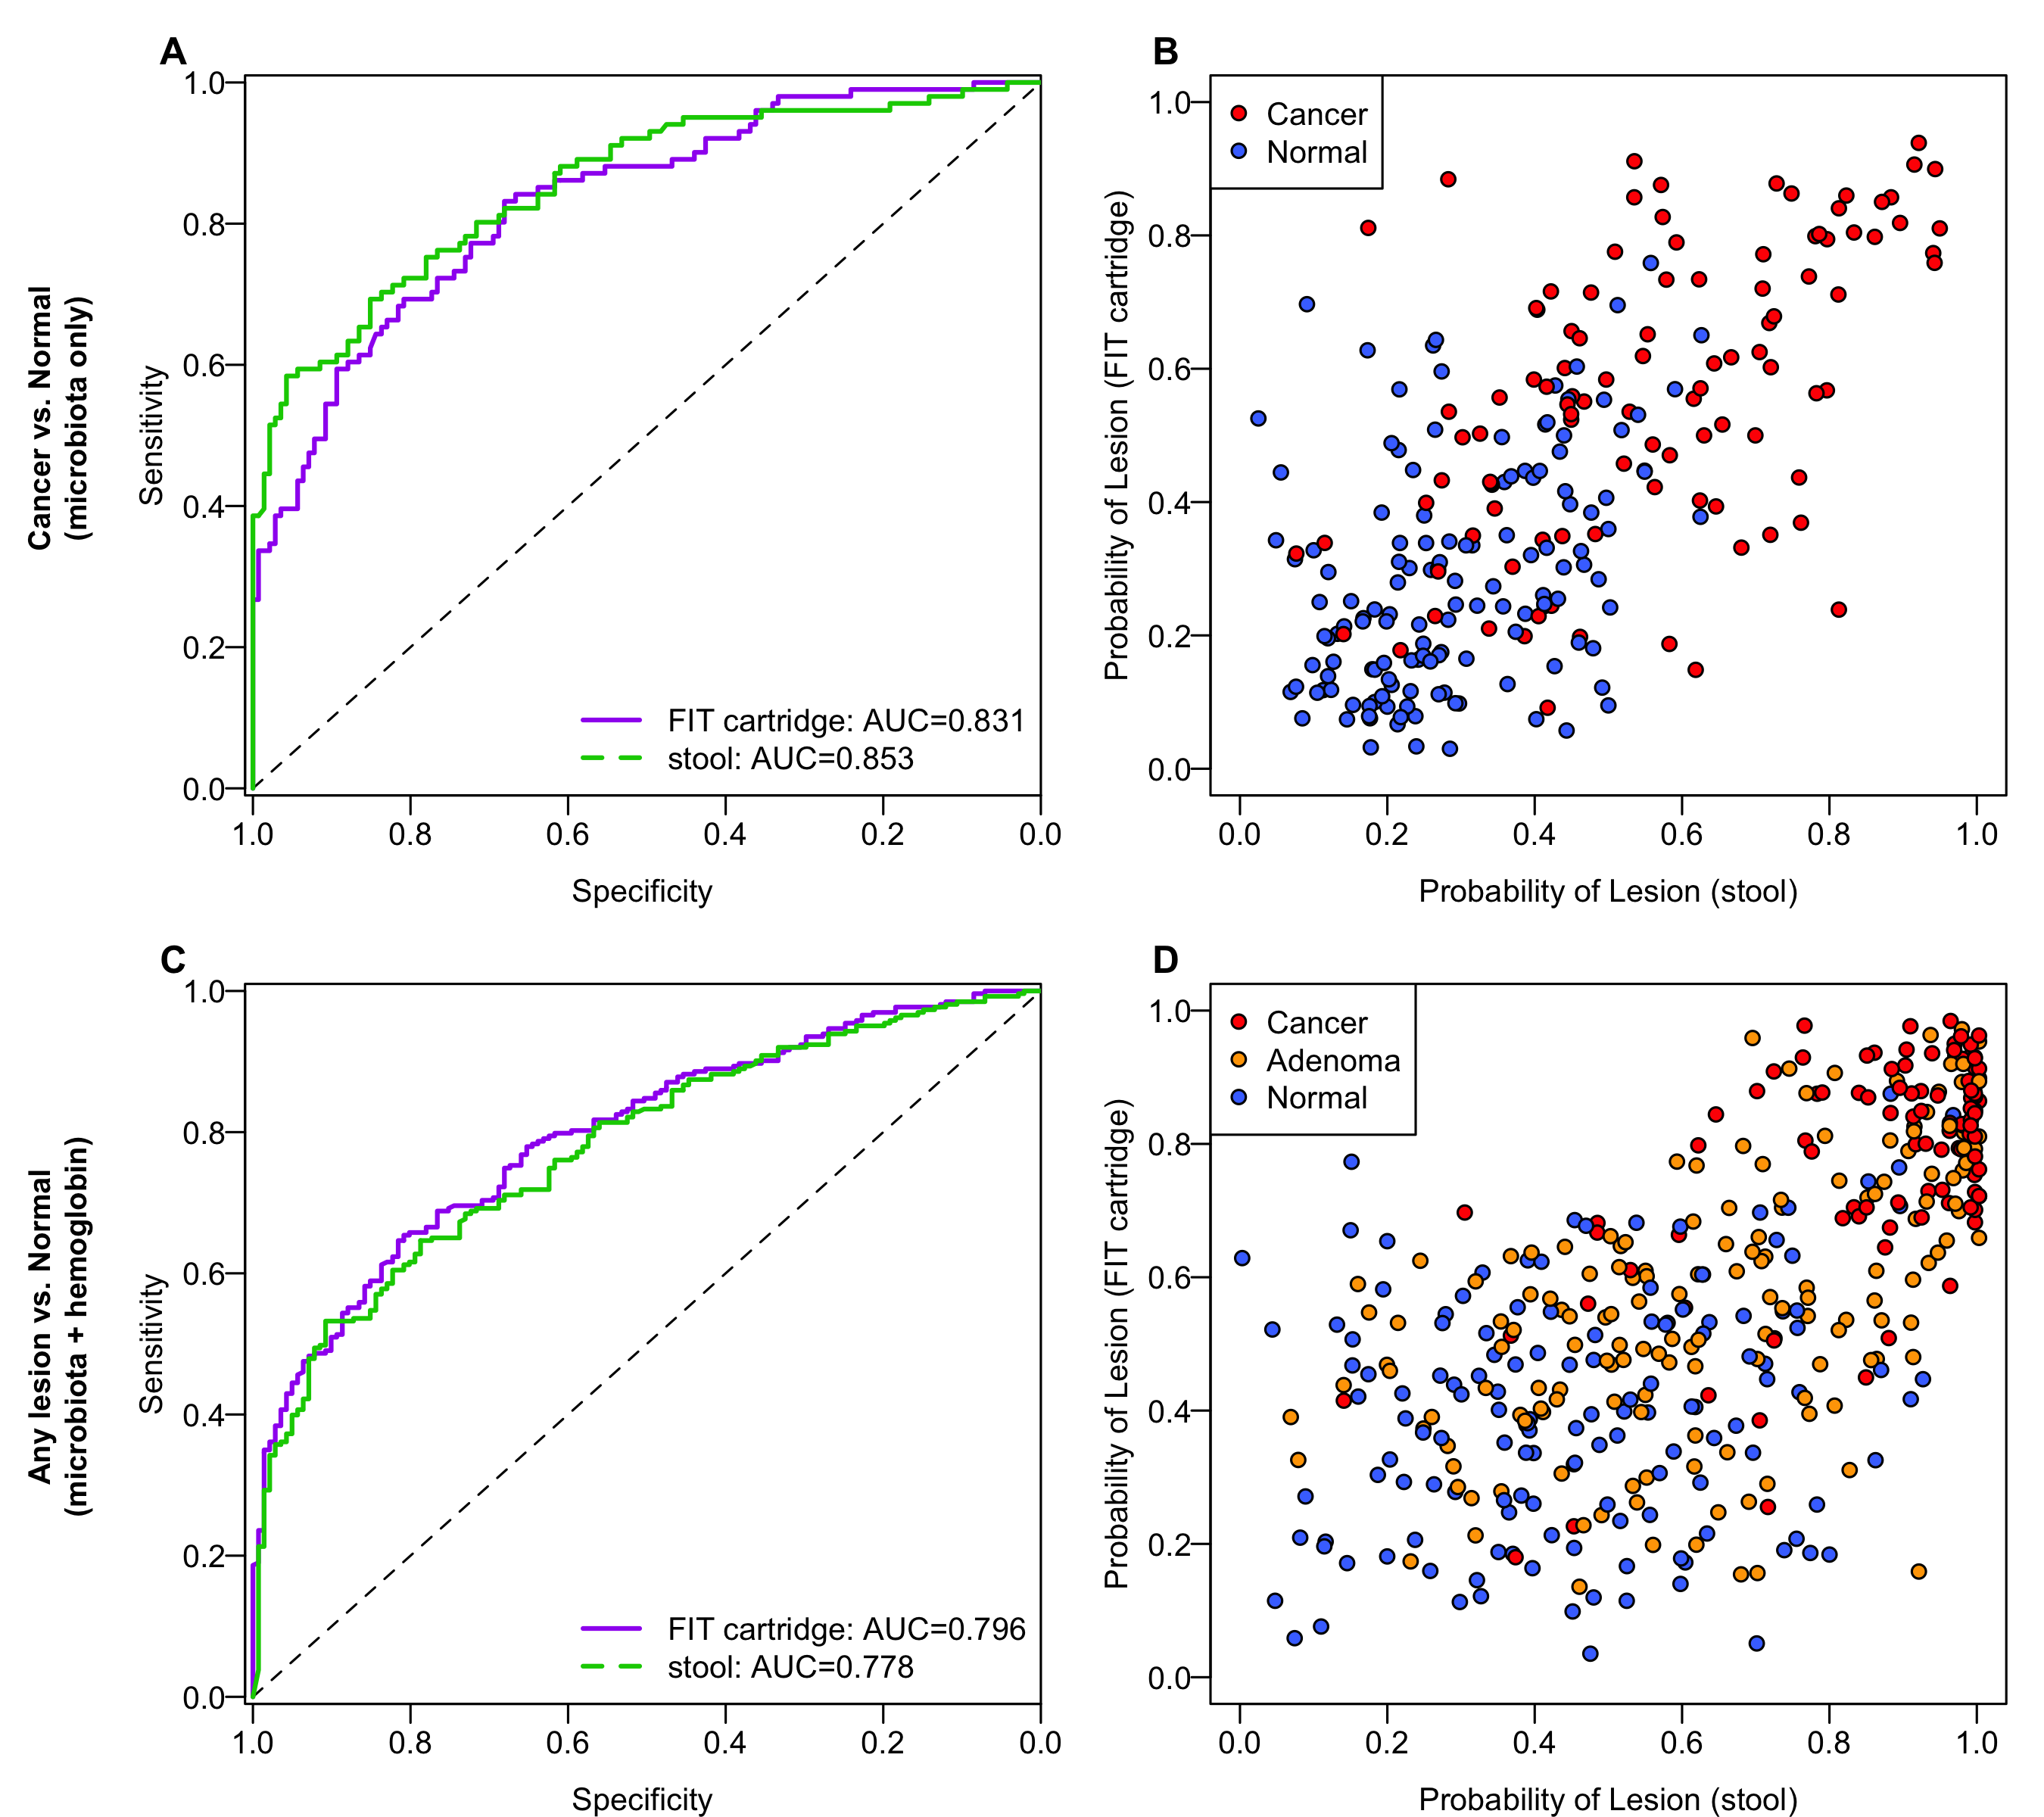 A
Cancer vs. Normal
(microbiota only)
Sensitivity
1.0
0.8
0.6
0.4
0.2
0.0
FIT cartridge: AUC=0.831
stool: AUC=0.853
1.0 0.8 0.6 0.4 0.2 0.0
Specificity
B
Probability of Lesion (FIT cartridge)
1.0
0.8
0.6
0.4
0.2
0.0
Cancer
Normal
0.0 0.2 0.4 0.6 0.8 1.0
Probability of Lesion (stool)
C
Any lesion vs. Normal
(microbiota + hemoglobin)
Sensitivity
1.0
0.8
0.6
0.4
0.2
0.0
FIT cartridge: AUC=0.796
stool: AUC=0.778
1.0 0.8 0.6 0.4 0.2 0.0
Specificity
D
Probability of Lesion (FIT cartridge)
1.0
0.8
0.6
0.4
0.2
0.0
Cancer
Adenoma
Normal
0.0 0.2 0.4 0.6 0.8 1.0
Probability of Lesion (stool)